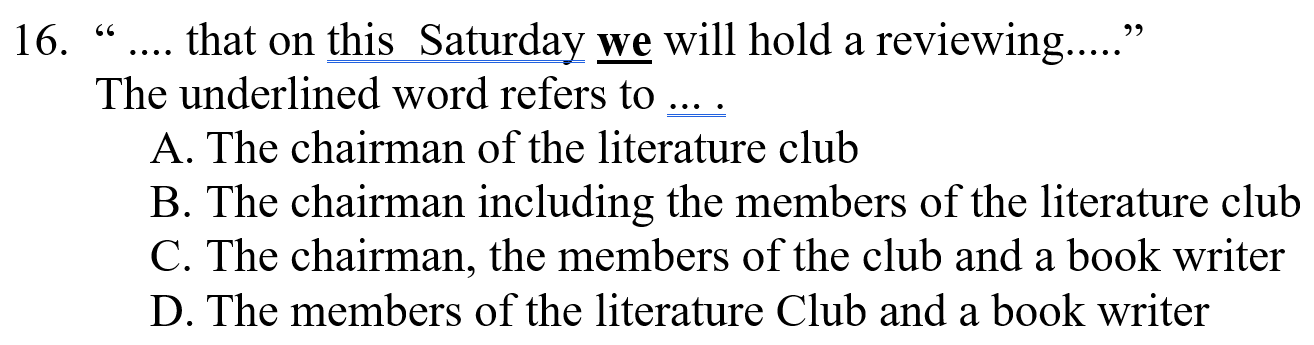 16. “ .... that on this  Saturday we will hold a reviewing.....”
The underlined word refers to ... .
A. The chairman of the literature club
B. The chairman including the members of the literature club
C. The chairman, the members of the club and a book writer
D. The members of the literature Club and a book writer